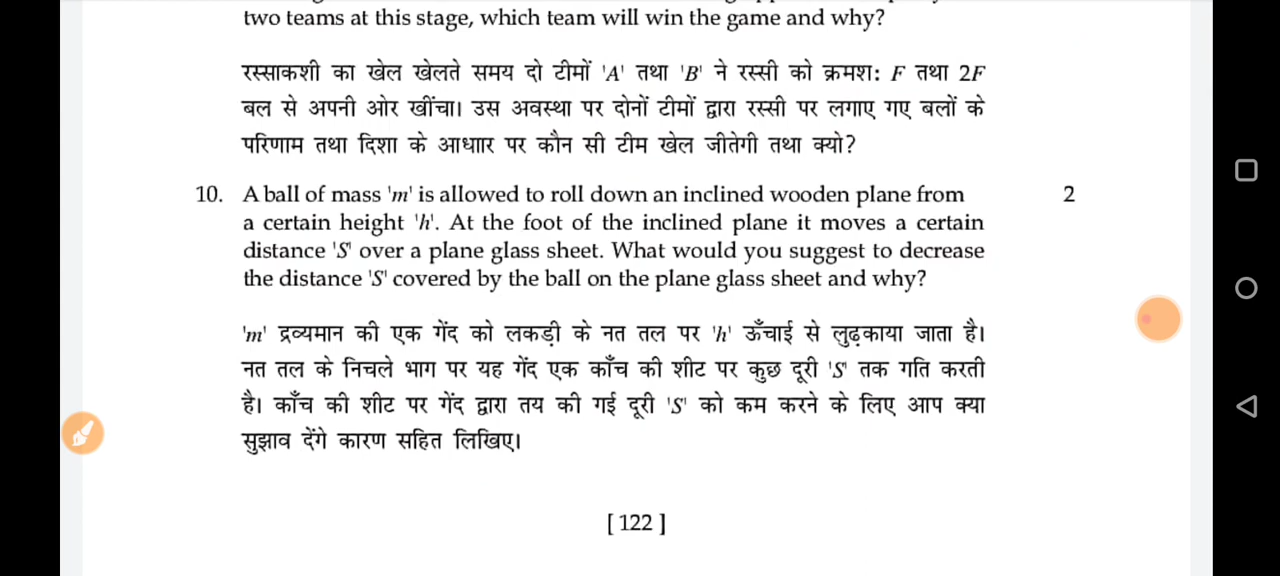 two teams at this stage, which team will win the game and why?
रस्साकशी का खेल खेलते समय दो टीमों 'A' तथा 'B' ने रस्सी को क्रमश: F तथा 2F
बल से अपनी ओर खींचा। उस अवस्था पर दोनों टीमों द्वारा रस्सी पर लगाए गए बलों के
परिणाम तथा दिशा के आधाार पर कौन सी टीम खेल जीतेगी तथा क्यो?
10. A ball of mass 'm' is allowed to roll down an inclined wooden plane from 2
a certain height 'h'. At the foot of the inclined plane it moves a certain
distance 'S' over a plane glass sheet. What would you suggest to decrease
the distance 'S' covered by the ball on the plane glass sheet and why?
'm' द्रव्यमान की एक गेंद को लकड़ी के नत तल पर 'h' ऊँचाई से लुढ़काया जाता है।
नत तल के निचले भाग पर यह गेंद एक काँच की शीट पर कुछ दूरी 'S' तक गति करती
है। काँच की शीट पर गेंद द्वारा तय की गई दूरी 'S' को कम करने के लिए आप क्या
सुझाव देंगे कारण सहित लिखिए।
[ 122 ]